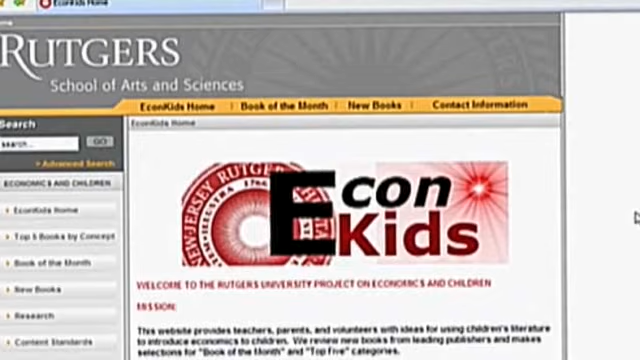 EconKids Home
RUTGERS
School of Arts and Sciences
EconKids Home | Book of the Month | New Books | Contact Information
Search
search...
GO
EconKids Home
» Advanced Search
ECONOMICS AND CHILDREN
EconKids Home
Top 5 Books by Concept
Book of the Month
New Books
Research
Content Standards
NEW JERSEY RUTGERS
Econ
Kids
WELCOME TO THE RUTGERS UNIVERSITY PROJECT ON ECONOMICS AND CHILDREN
MISSION:
This website provides teachers, parents, and volunteers with ideas for using children's literature
to introduce economics to children. We review new books from leading publishers and make
selections for "Book of the Month" and "Top Five" categories.